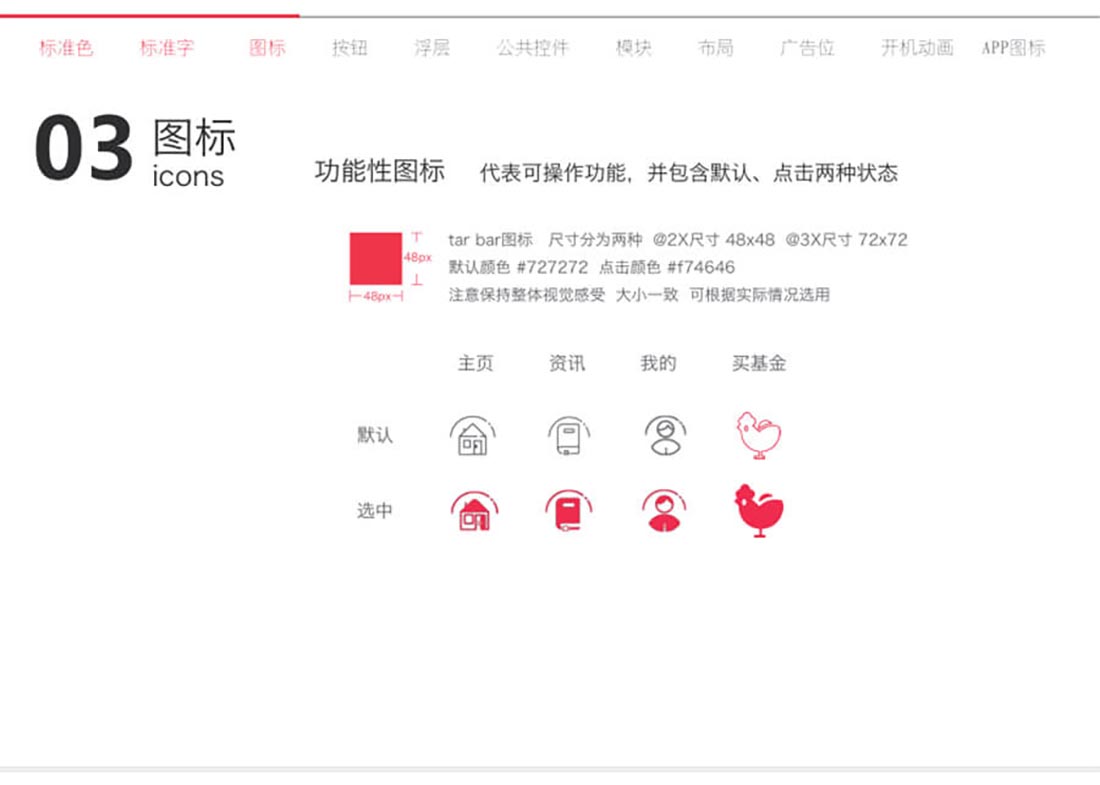 标准色 标准字 图标 按钮 浮层 公共控件 模块 布局 广告位 开机动画 APP图标
03 图标
icons
功能性图标 代表可操作功能，并包含默认、点击两种状态
48px
48px
tar bar图标 尺寸分为两种 @2X尺寸 48x48 @3X尺寸 72x72
默认颜色 #727272 点击颜色 #f74646
注意保持整体视觉感受 大小一致 可根据实际情况选用
主页 资讯 我的 买基金
默认
选中